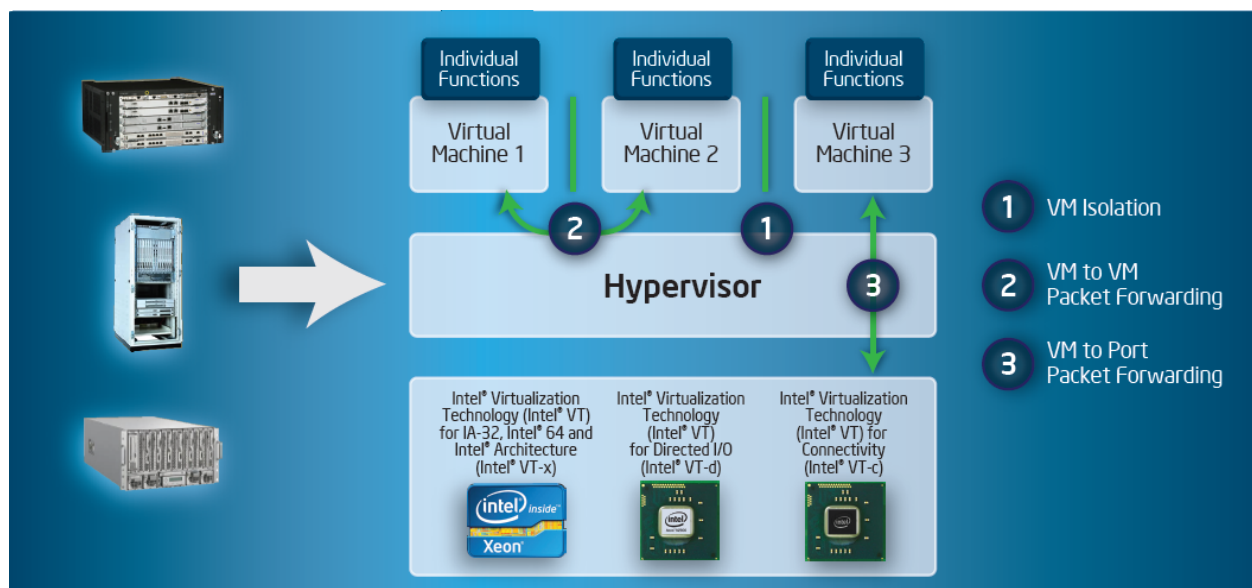 Individual
Functions
Individual
Functions
Individual
Functions
Virtual
Machine 1
Virtual
Machine 2
Virtual
Machine 3
2
1
Hypervisor
3
1 VM Isolation
2 VM to VM
Packet Forwarding
3 VM to Port
Packet Forwarding
Intel® Virtualization
Technology (Intel® VT)
for IA-32, Intel® 64 and
Intel® Architecture
(Intel® VT-x)
Intel® Virtualization
Technology
(Intel® VT)
for Directed I/O
(Intel® VT-d)
Intel® Virtualization
Technology
(Intel® VT) for
Connectivity
(Intel® VT-c)
intel inside™
Xeon®
intel
intel